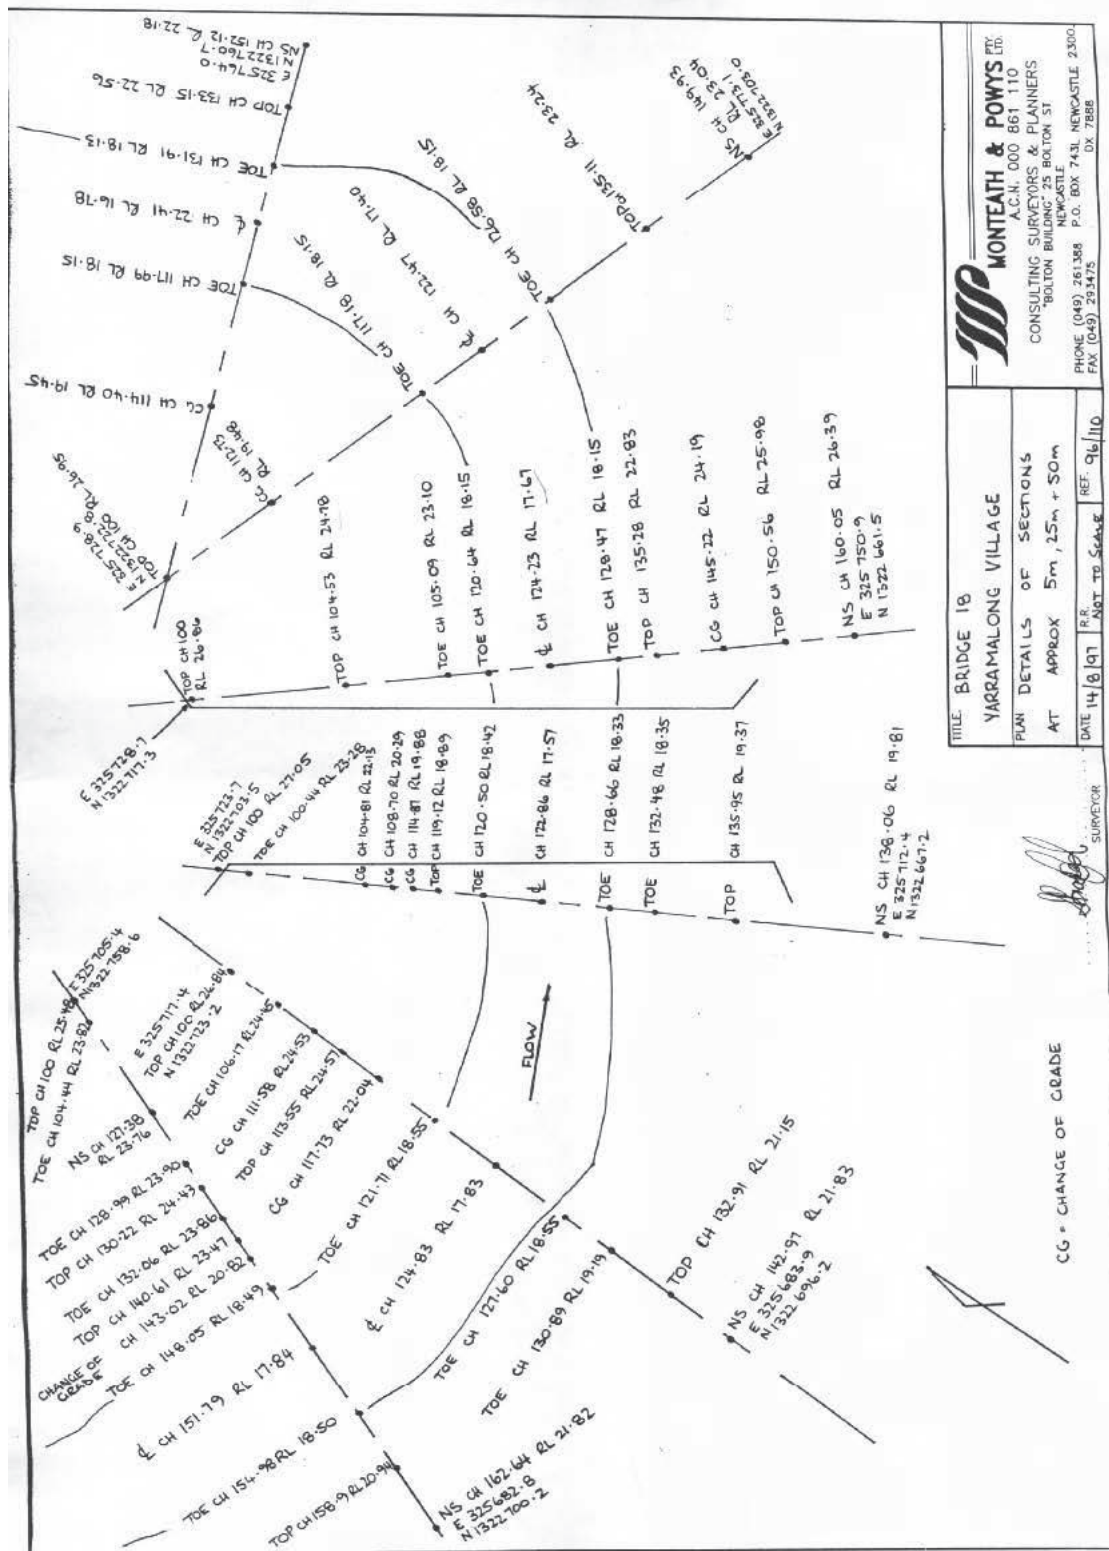 NS CH 152.12 RL 22.18
N 1322760.7
E 325764.0
TOP CH 133.15 RL 22.56
TOE CH 131.91 RL 18.13
℄ CH 22.41 RL 16.78
TOE CH 117.99 RL 18.15
CG CH 114.40 RL 19.45
E 325728.9
N 1322722.8
TOP CH 100 RL 26.95
CG CH 112.73
RL 19.48
TOE CH 117.18 RL 18.15
℄ CH 122.47 RL 17.40
TOE CH 126.58 RL 18.15
TOP CH 135.11 RL 23.24
NS CH 149.93
RL 23.04
E 325773.1
N 1322703.0
E 325728.7
N 1322717.3
TOP CH 100
RL 26.86
TOP CH 104.53 RL 24.78
TOE CH 105.09 RL 23.10
TOE CH 120.64 RL 18.15
℄ CH 124.23 RL 17.67
TOE CH 128.47 RL 18.15
TOP CH 135.28 RL 22.83
CG CH 145.22 RL 24.19
TOP CH 150.56 RL 25.98
NS CH 160.05 RL 26.39
E 325750.9
N 1322661.5
E 325723.7
N 1322703.5
TOP CH 100 RL 27.05
TOE CH 100.44 RL 23.28
CG CH 104.81 RL 22.13
CG CH 108.70 RL 20.29
CG CH 114.87 RL 19.88
TOP CH 119.12 RL 18.89
TOE CH 120.50 RL 18.42
℄ CH 122.86 RL 17.57
TOE CH 128.66 RL 18.33
TOE CH 132.48 RL 18.35
TOP CH 135.95 RL 19.37
NS CH 138.06 RL 19.81
E 325712.4
N 1322667.2
E 325717.4
TOP CH 100 RL 26.84
N 1322723.2
TOE CH 106.17 RL 24.45
CG CH 111.58 RL 24.53
TOP CH 113.55 RL 24.57
CG CH 117.73 RL 22.04
TOE CH 121.71 RL 18.55
℄ CH 124.83 RL 17.83
TOE CH 127.60 RL 18.55
TOE CH 130.89 RL 19.19
TOP CH 132.91 RL 21.15
NS CH 142.97 RL 21.83
E 325683.9
N 1322696.2
TOP CH 100 RL 25.48
E 325705.4
N 1322758.6
TOE CH 104.44 RL 23.82
NS CH 127.38
RL 23.76
TOE CH 128.99 RL 23.90
TOP CH 130.22 RL 24.43
TOE CH 132.06 RL 23.86
TOP CH 140.61 RL 23.47
CHANGE OF GRADE CH 143.02 RL 20.82
TOE CH 148.05 RL 18.49
℄ CH 151.79 RL 17.84
TOE CH 154.98 RL 18.50
TOP CH 158.9 RL 20.94
NS CH 162.64 RL 21.82
E 325682.8
N 1322700.2
FLOW
CG = CHANGE OF GRADE
SURVEYOR
TITLE BRIDGE 18
YARRAMALONG VILLAGE
PLAN DETAILS OF SECTIONS
AT APPROX 5m, 25m + 50m
DATE 14/8/97
R.R. NOT TO SCALE
REF. 96/110
MONTEATH & POWYS PTY. LTD.
A.C.N. 000 861 110
CONSULTING SURVEYORS & PLANNERS
"BOLTON BUILDING" 25 BOLTON ST
NEWCASTLE
PHONE (049) 261388 P.O. BOX 743L NEWCASTLE 2300
FAX (049) 293475 DX 7888